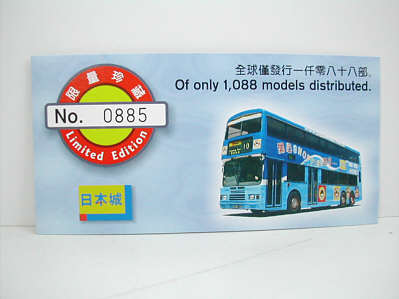 限量珍藏
No. 0885
Limited Edition
日本城
全球僅發行一仟零八十八部。
Of only 1,088 models distributed.
10